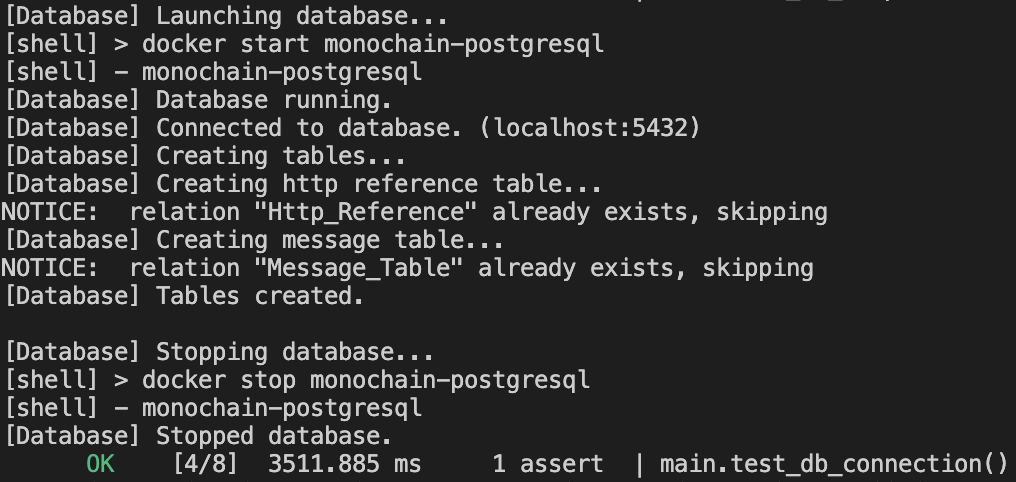 [Database] Launching database...
[shell] > docker start monochain-postgresql
[shell] - monochain-postgresql
[Database] Database running.
[Database] Connected to database. (localhost:5432)
[Database] Creating tables...
[Database] Creating http reference table...
NOTICE:  relation "Http_Reference" already exists, skipping
[Database] Creating message table...
NOTICE:  relation "Message_Table" already exists, skipping
[Database] Tables created.

[Database] Stopping database...
[shell] > docker stop monochain-postgresql
[shell] - monochain-postgresql
[Database] Stopped database.
OK    [4/8]  3511.885 ms     1 assert  | main.test_db_connection()